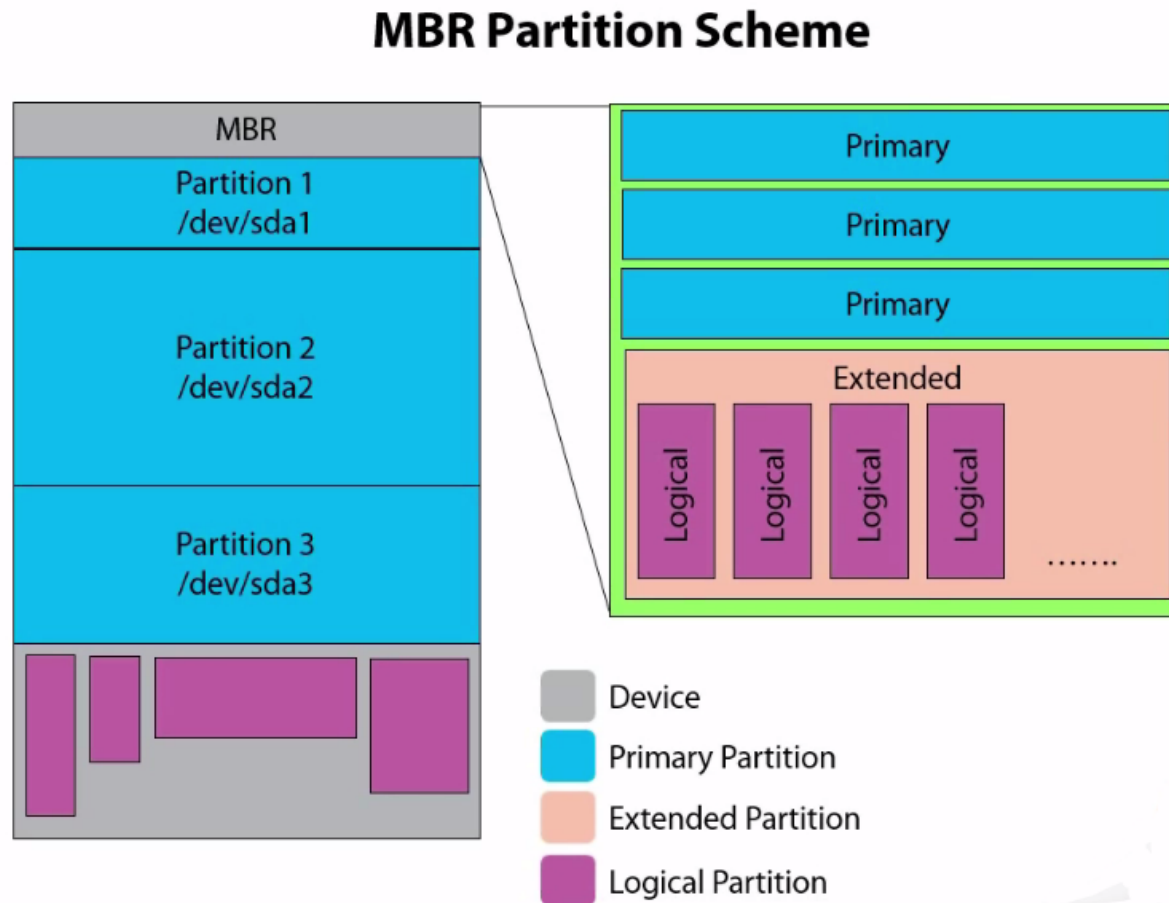 MBR Partition Scheme
MBR
Partition 1
/dev/sda1
Partition 2
/dev/sda2
Partition 3
/dev/sda3
Primary
Primary
Primary
Extended
Logical
Logical
Logical
Logical
.......
Device
Primary Partition
Extended Partition
Logical Partition